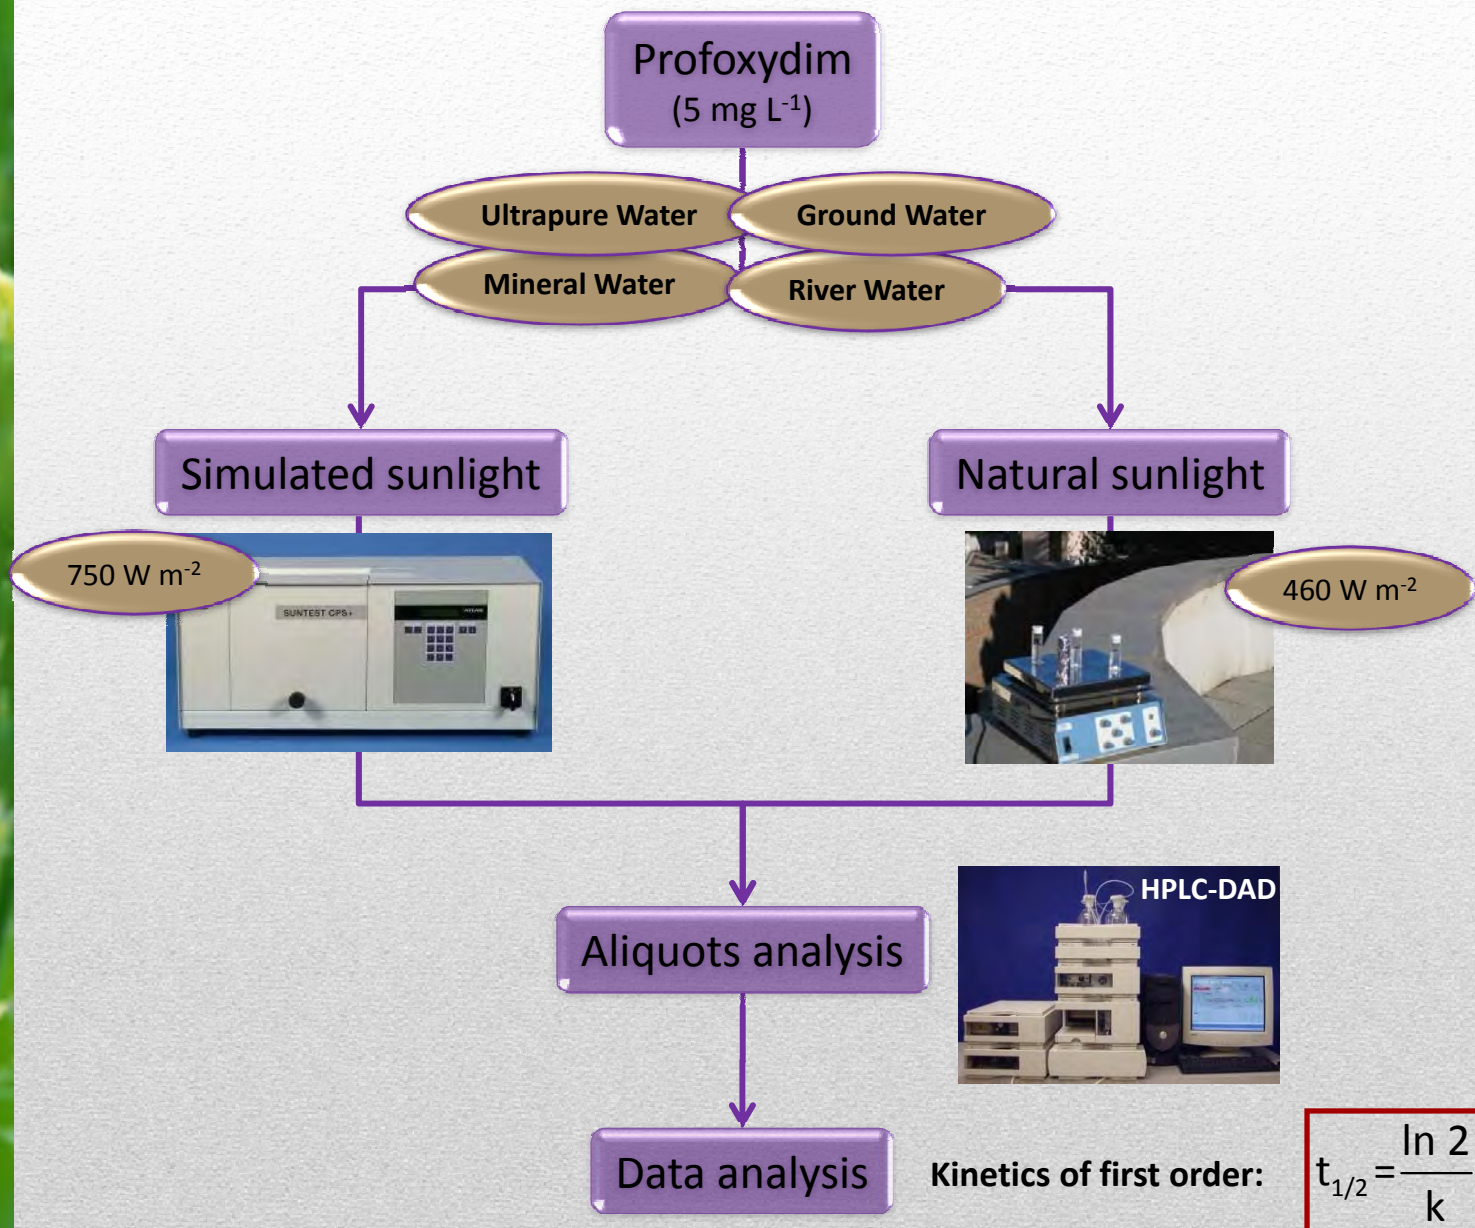 Profoxydim
(5 mg L⁻¹)
Ultrapure Water
Ground Water
Mineral Water
River Water
Simulated sunlight
Natural sunlight
750 W m⁻²
460 W m⁻²
SUNTEST CPS+
HPLC-DAD
Aliquots analysis
Data analysis
Kinetics of first order:
t₁/₂ = ln 2 / k